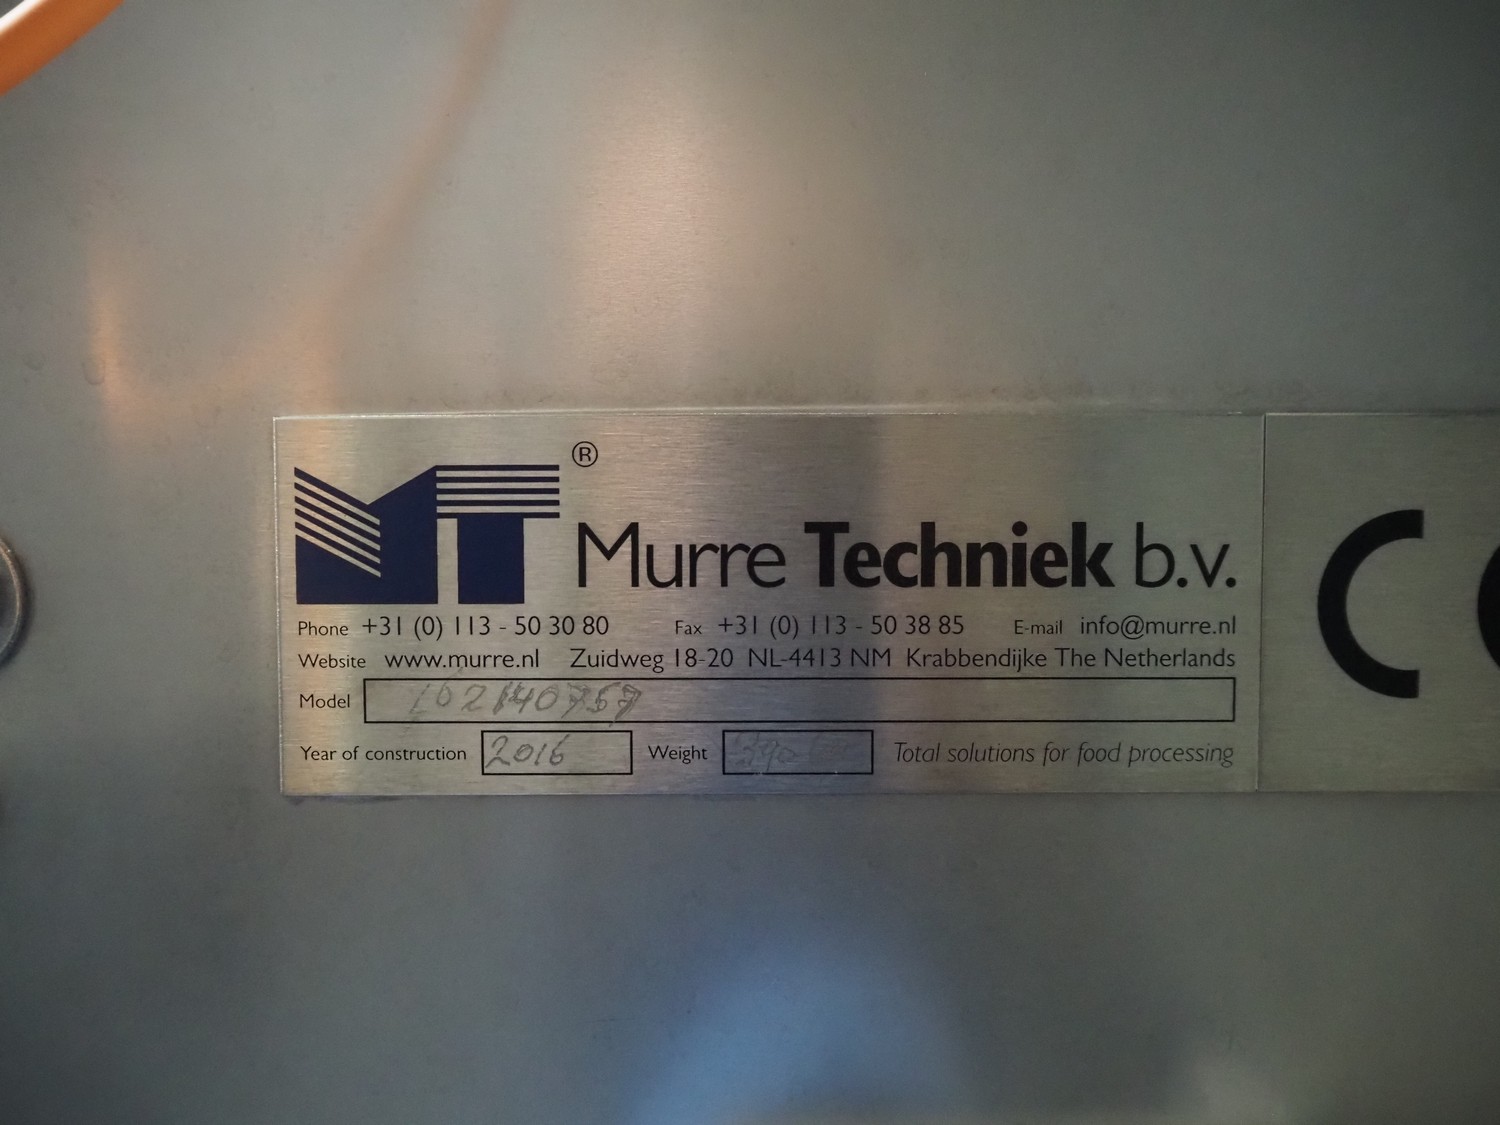 MT ®
Murre Techniek b.v.
Phone +31 (0) 113 - 50 30 80 Fax +31 (0) 113 - 50 38 85 E-mail info@murre.nl
Website www.murre.nl Zuidweg 18-20 NL-4413 NM Krabbendijke The Netherlands
Model
Year of construction 2016 Weight Total solutions for food processing
C